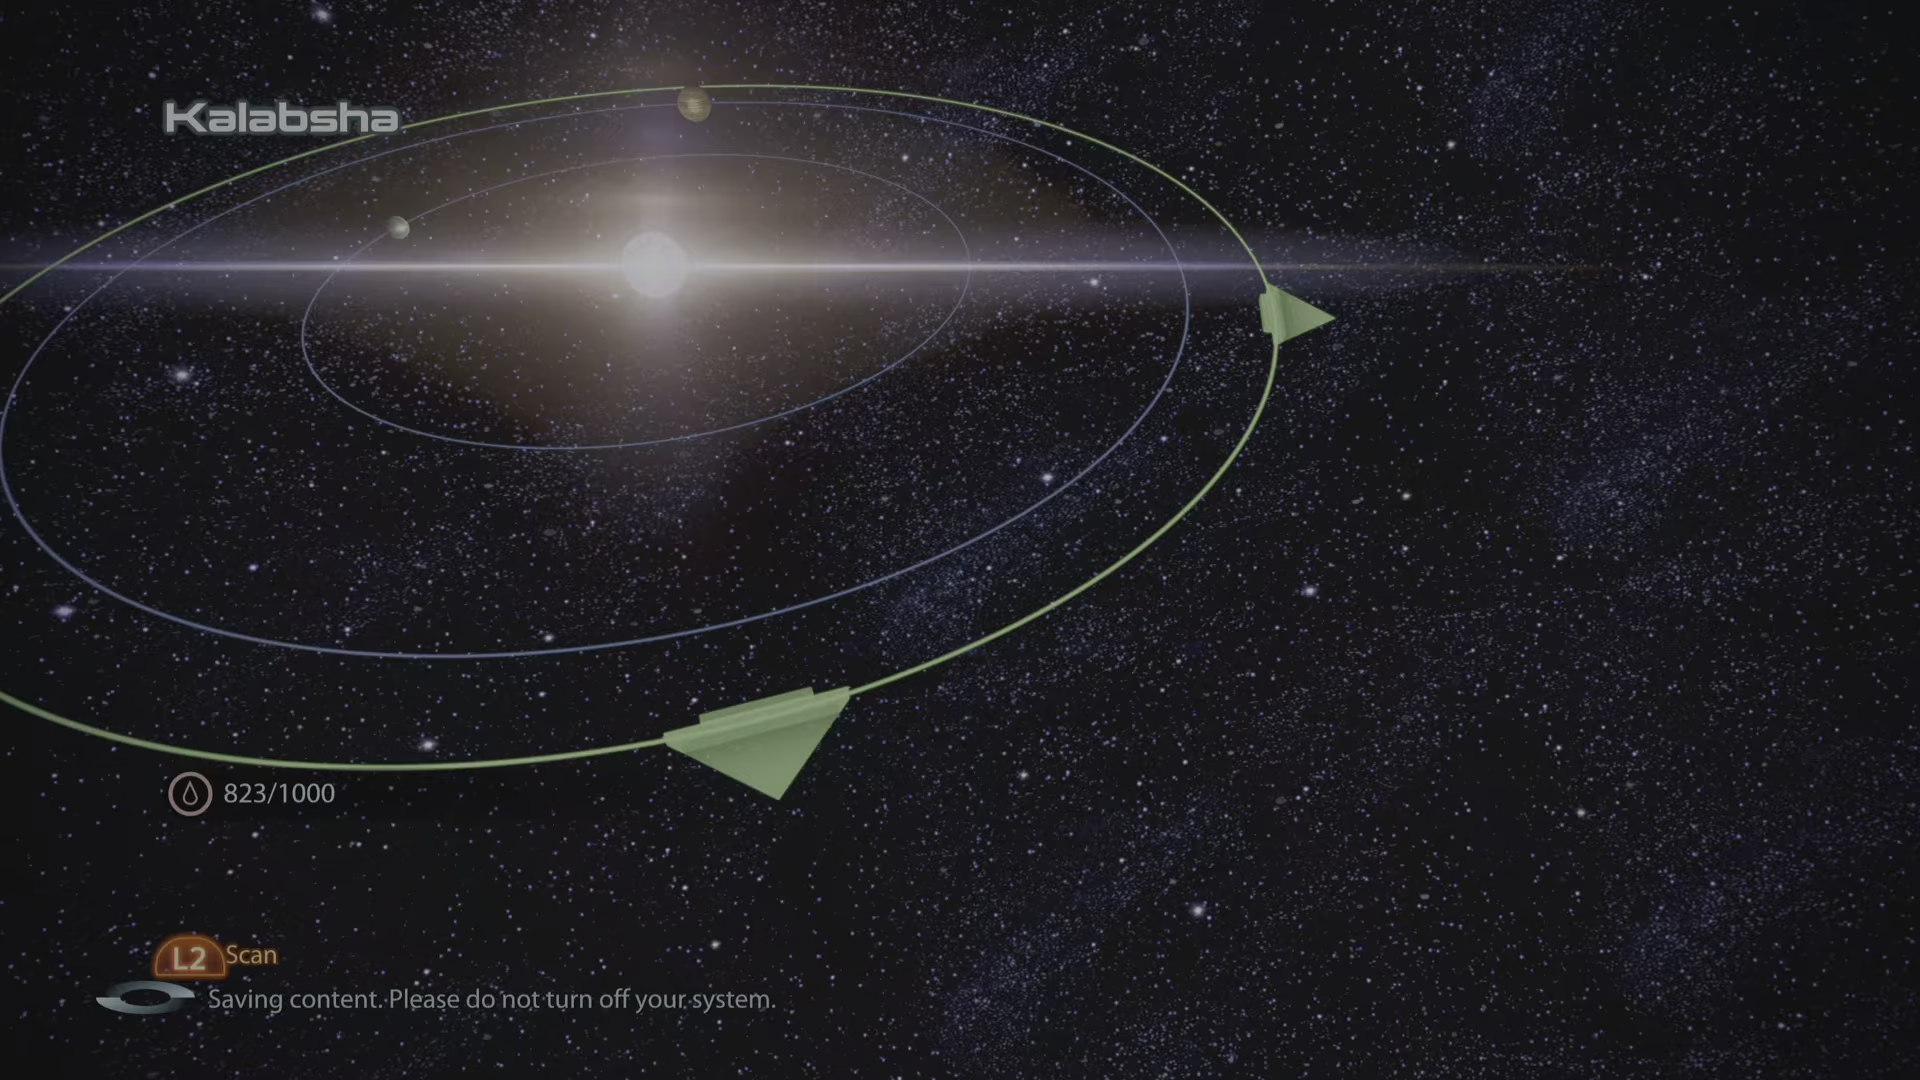 Kalabsha
823/1000
L2 Scan
Saving content. Please do not turn off your system.